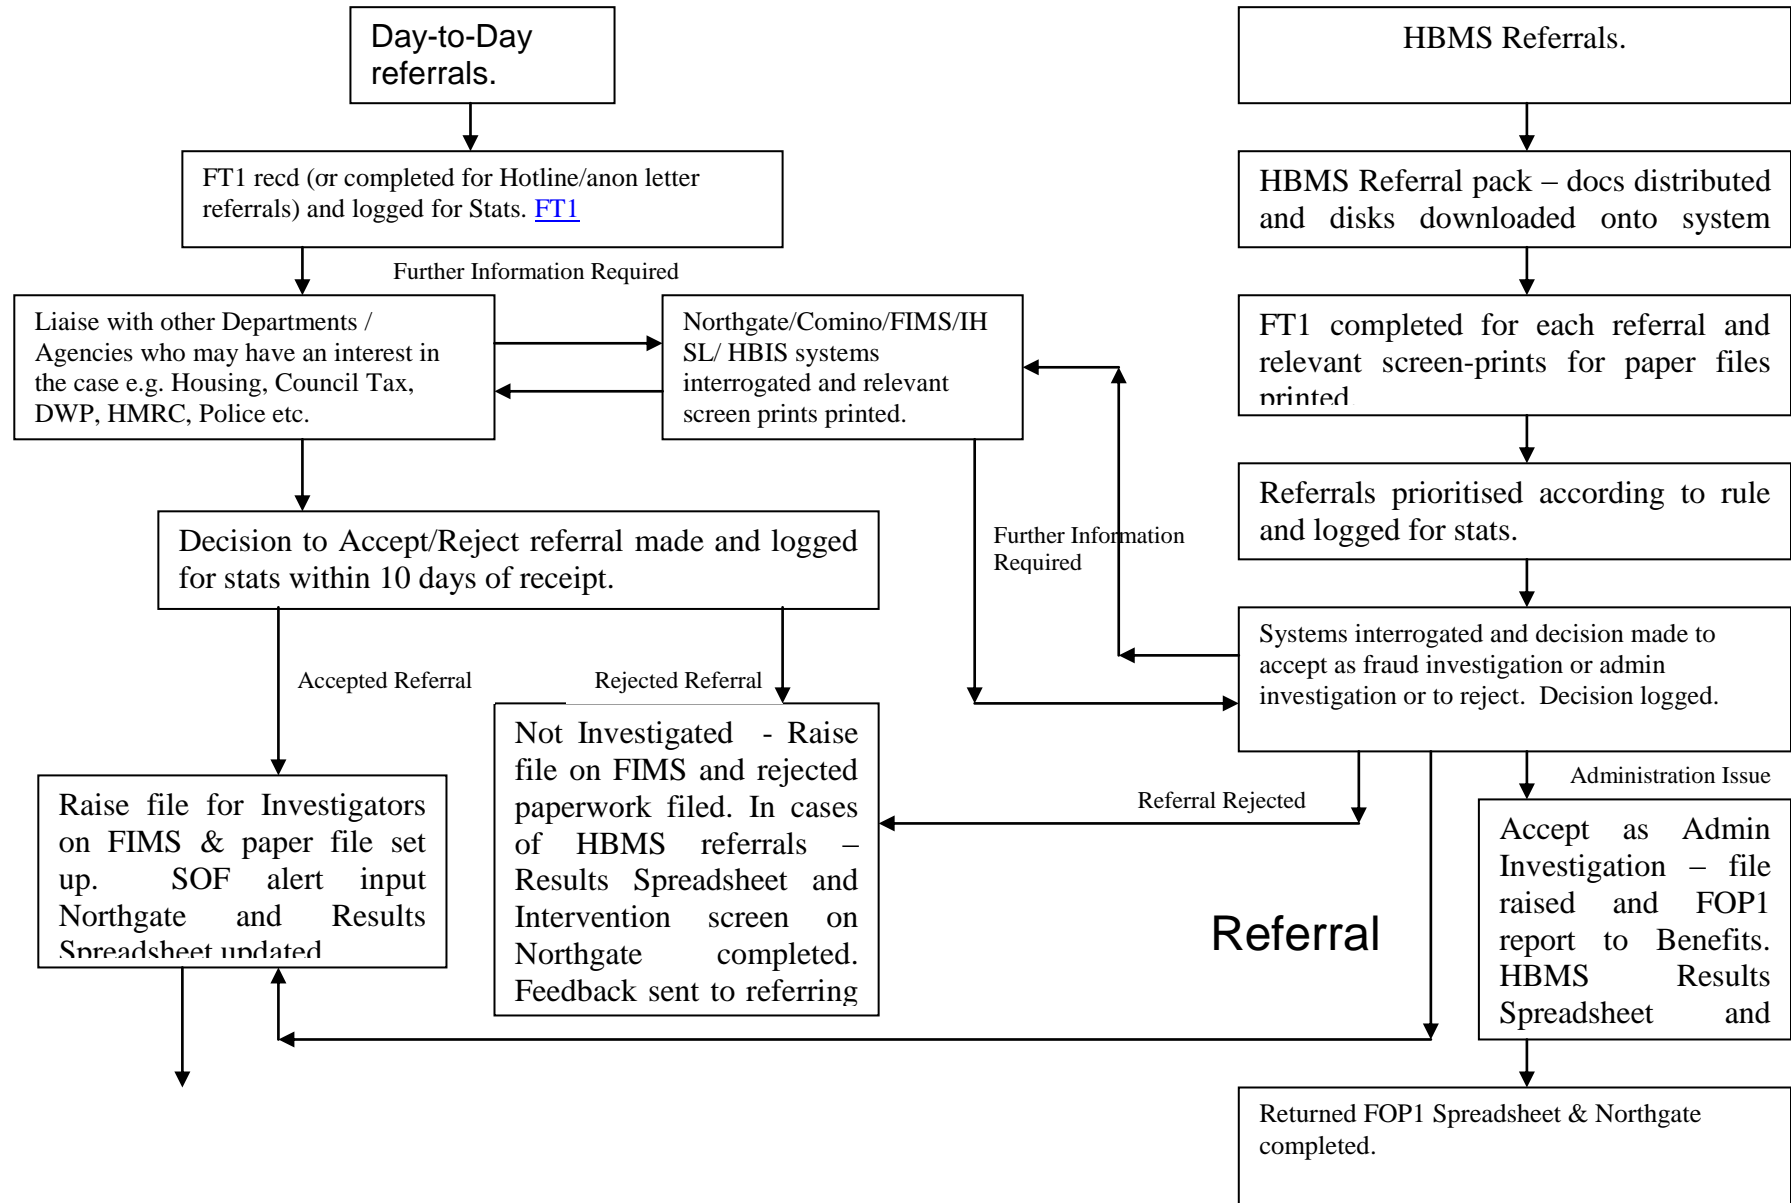 Day-to-Day
referrals.
HBMS Referrals.
FT1 recd (or completed for Hotline/anon letter
referrals) and logged for Stats. FT1
HBMS Referral pack – docs distributed
and disks downloaded onto system
Further Information Required
Liaise with other Departments /
Agencies who may have an interest in
the case e.g. Housing, Council Tax,
DWP, HMRC, Police etc.
Northgate/Comino/FIMS/IH
SL/ HBIS systems
interrogated and relevant
screen prints printed.
FT1 completed for each referral and
relevant screen-prints for paper files
printed
Referrals prioritised according to rule
and logged for stats.
Decision to Accept/Reject referral made and logged
for stats within 10 days of receipt.
Further Information
Required
Systems interrogated and decision made to
accept as fraud investigation or admin
investigation or to reject.  Decision logged.
Accepted Referral
Rejected Referral
Not Investigated  - Raise
file on FIMS and rejected
paperwork filed. In cases
of HBMS referrals –
Results Spreadsheet and
Intervention screen on
Northgate completed.
Feedback sent to referring
Raise file for Investigators
on FIMS & paper file set
up.  SOF alert input
Northgate and Results
Spreadsheet updated
Referral Rejected
Administration Issue
Accept as Admin
Investigation – file
raised and FOP1
report to Benefits.
HBMS Results
Spreadsheet and
Referral
Returned FOP1 Spreadsheet & Northgate
completed.